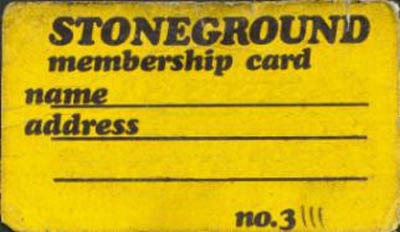 STONEGROUND
membership card
name
address
no.3111